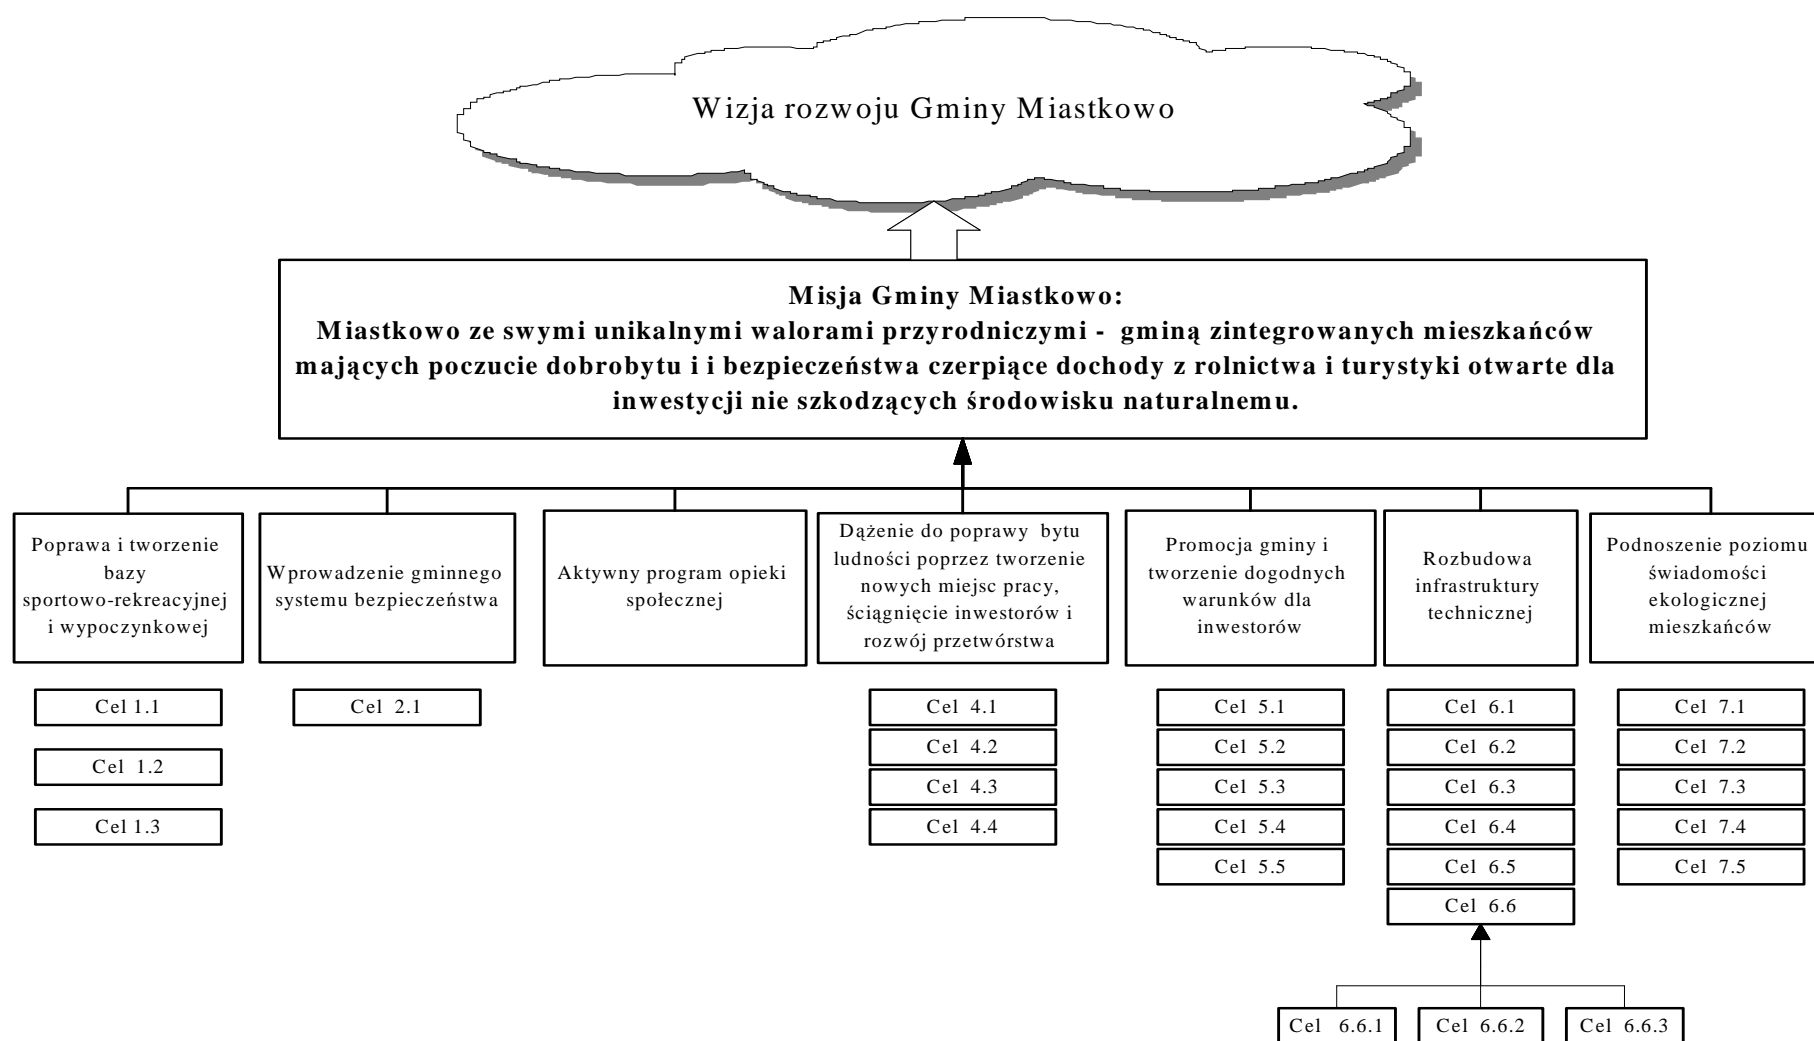 Wizja rozwoju Gminy Miastkowo
Misja Gminy Miastkowo:
Miastkowo ze swymi unikalnymi walorami przyrodniczymi - gminą zintegrowanych mieszkańców
mających poczucie dobrobytu i i bezpieczeństwa czerpiące dochody z rolnictwa i turystyki otwarte dla
inwestycji nie szkodzących środowisku naturalnemu.
Poprawa i tworzenie
bazy
sportowo-rekreacyjnej
i wypoczynkowej
Wprowadzenie gminnego
systemu bezpieczeństwa
Aktywny program opieki
społecznej
Dążenie do poprawy bytu
ludności poprzez tworzenie
nowych miejsc pracy,
ściągnięcie inwestorów i
rozwój przetwórstwa
Promocja gminy i
tworzenie dogodnych
warunków dla
inwestorów
Rozbudowa
infrastruktury
technicznej
Podnoszenie poziomu
świadomości
ekologicznej
mieszkańców
Cel 1.1
Cel 1.2
Cel 1.3
Cel 2.1
Cel 4.1
Cel 4.2
Cel 4.3
Cel 4.4
Cel 5.1
Cel 5.2
Cel 5.3
Cel 5.4
Cel 5.5
Cel 6.1
Cel 6.2
Cel 6.3
Cel 6.4
Cel 6.5
Cel 6.6
Cel 7.1
Cel 7.2
Cel 7.3
Cel 7.4
Cel 7.5
Cel 6.6.1
Cel 6.6.2
Cel 6.6.3